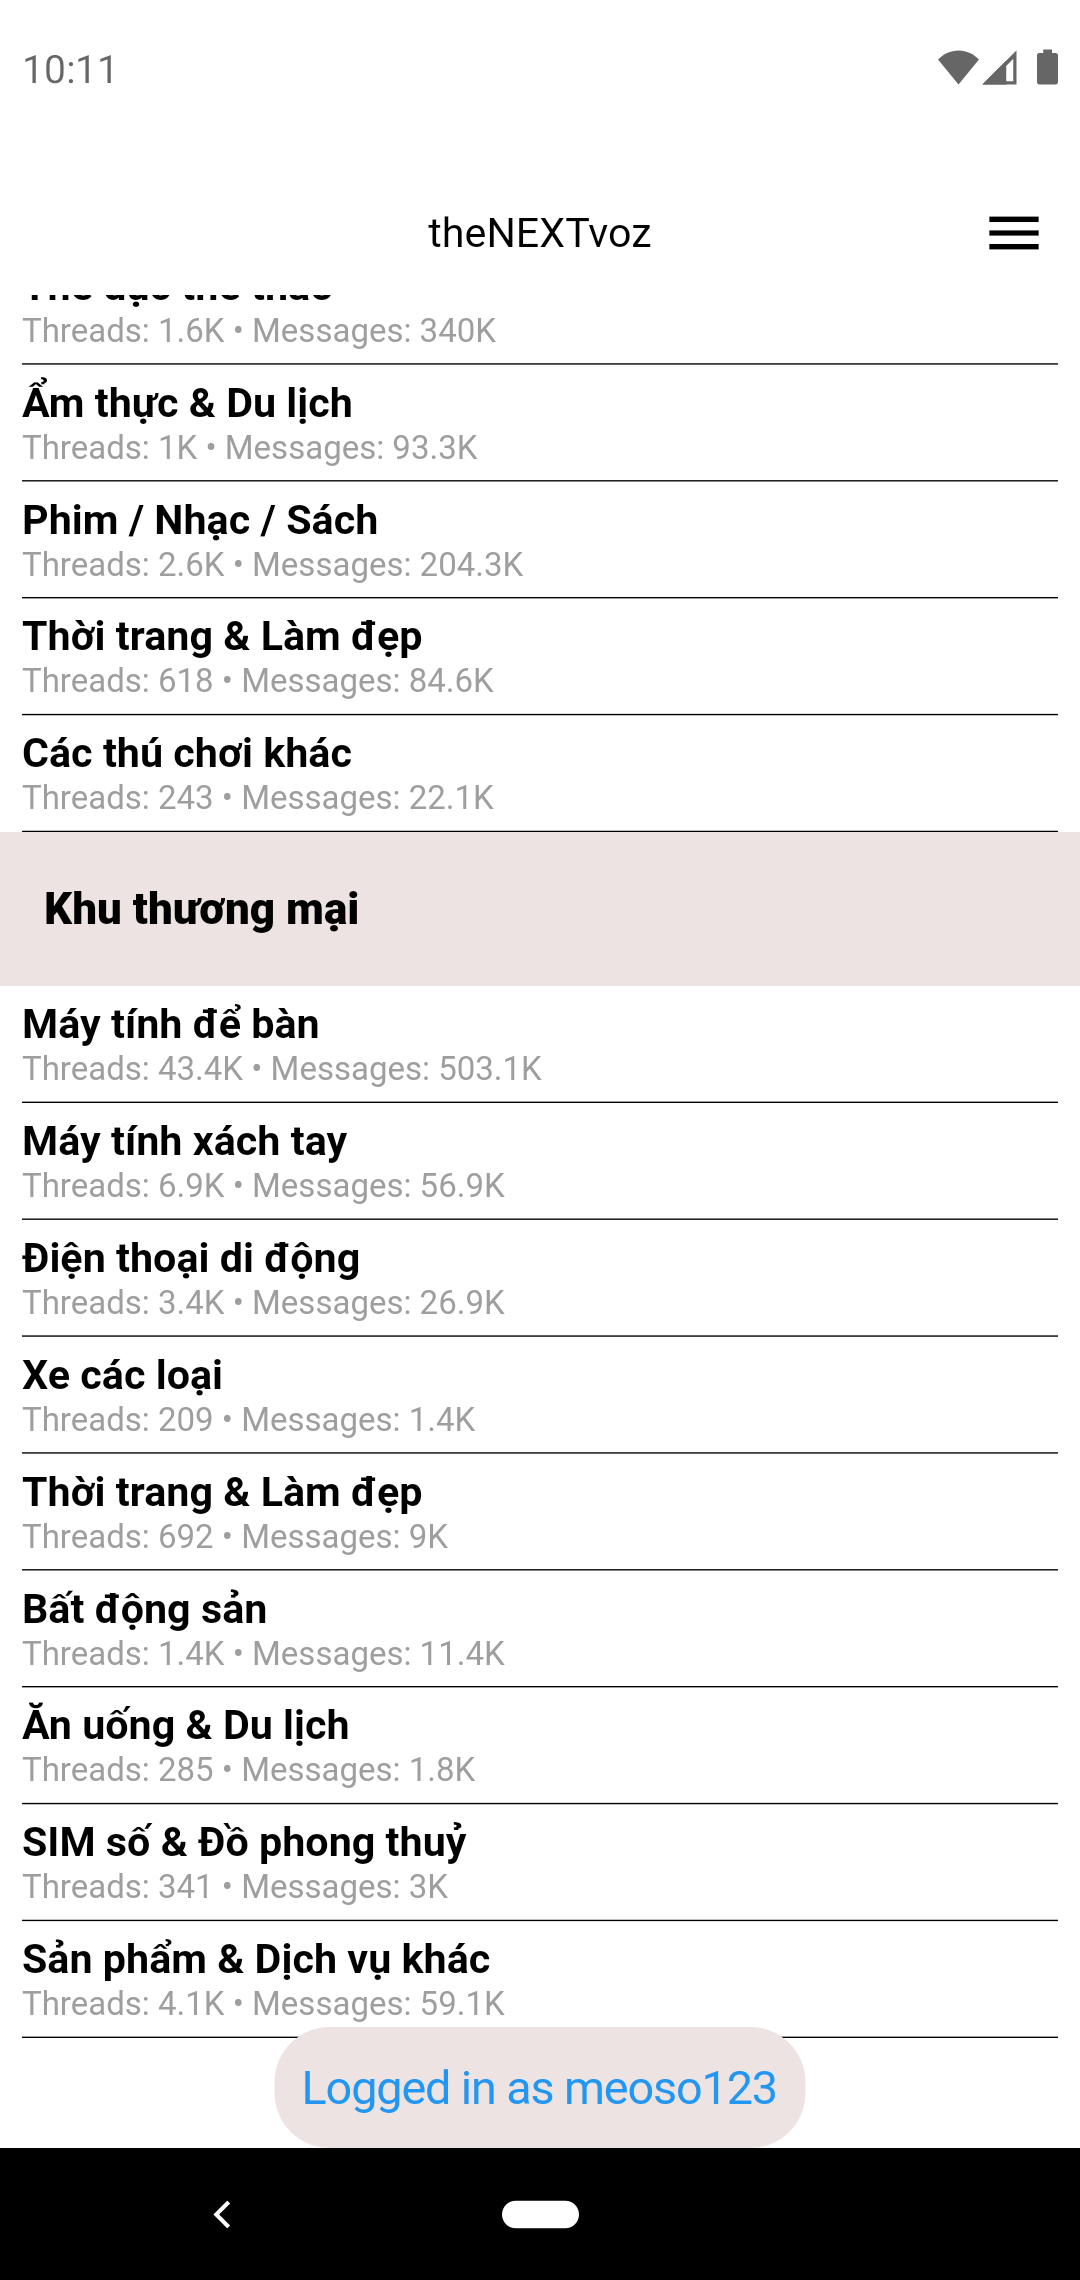 10:11
theNEXTvoz
Thể dục thể thao
Threads: 1.6K • Messages: 340K
Ẩm thực & Du lịch
Threads: 1K • Messages: 93.3K
Phim / Nhạc / Sách
Threads: 2.6K • Messages: 204.3K
Thời trang & Làm đẹp
Threads: 618 • Messages: 84.6K
Các thú chơi khác
Threads: 243 • Messages: 22.1K
Khu thương mại
Máy tính để bàn
Threads: 43.4K • Messages: 503.1K
Máy tính xách tay
Threads: 6.9K • Messages: 56.9K
Điện thoại di động
Threads: 3.4K • Messages: 26.9K
Xe các loại
Threads: 209 • Messages: 1.4K
Thời trang & Làm đẹp
Threads: 692 • Messages: 9K
Bất động sản
Threads: 1.4K • Messages: 11.4K
Ăn uống & Du lịch
Threads: 285 • Messages: 1.8K
SIM số & Đồ phong thuỷ
Threads: 341 • Messages: 3K
Sản phẩm & Dịch vụ khác
Threads: 4.1K • Messages: 59.1K
Logged in as meoso123